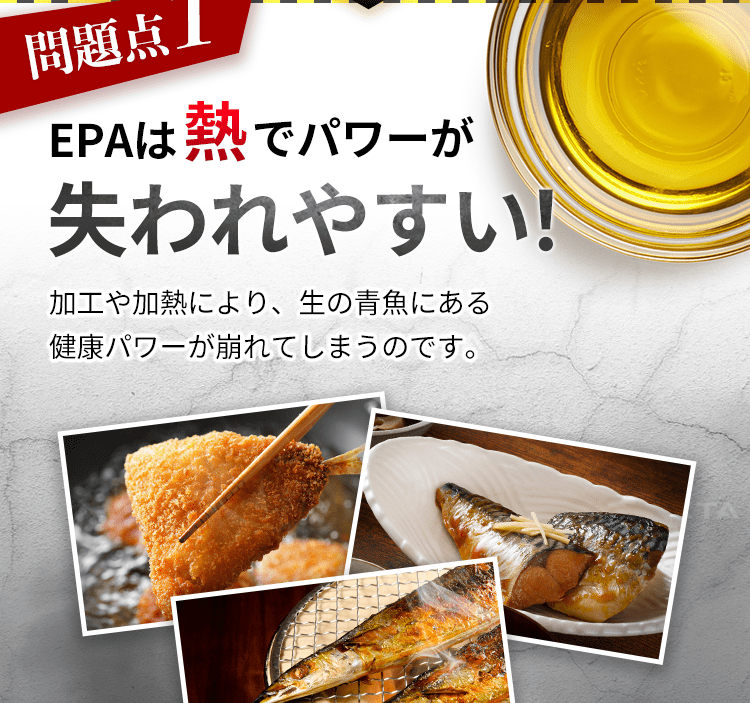 問題点1
EPAは熱でパワーが
失われやすい!
加工や加熱により、生の青魚にある
健康パワーが崩れてしまうのです。